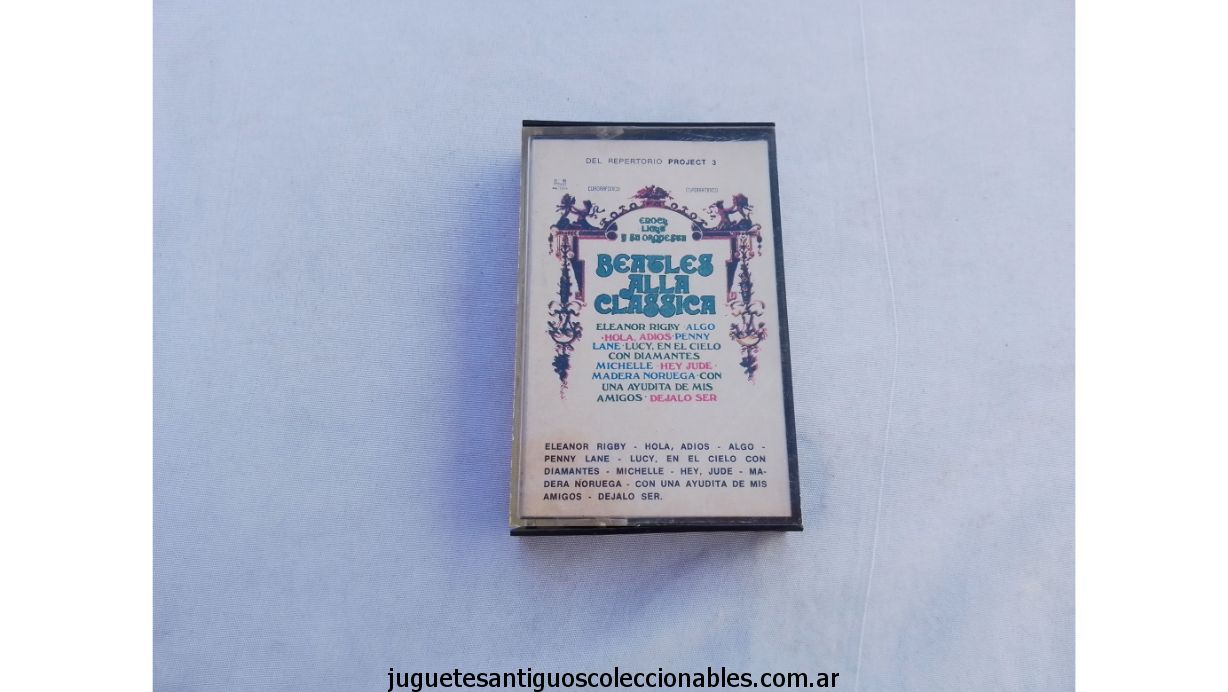 DEL REPERTORIO PROJECT 3
CUADRAFONICO CUADRAFONICO
ENOCH
LIGHT
Y SU ORQUESTA
BEATLES
ALLA
CLASSICA
ELEANOR RIGBY · ALGO
· HOLA, ADIOS · PENNY
LANE · LUCY, EN EL CIELO
CON DIAMANTES
MICHELLE · HEY JUDE ·
MADERA NORUEGA · CON
UNA AYUDITA DE MIS
AMIGOS · DEJALO SER
ELEANOR RIGBY - HOLA, ADIOS - ALGO -
PENNY LANE - LUCY, EN EL CIELO CON
DIAMANTES - MICHELLE - HEY, JUDE - MA-
DERA NORUEGA - CON UNA AYUDITA DE MIS
AMIGOS - DEJALO SER.
juguetesantiguoscoleccionables.com.ar